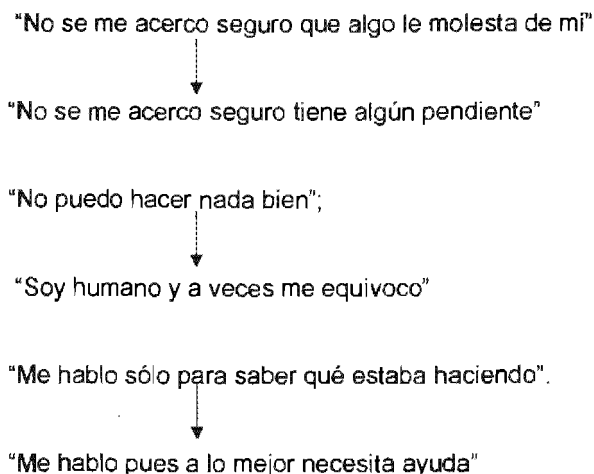 “No se me acerco seguro que algo le molesta de mí”
“No se me acerco seguro tiene algún pendiente”
“No puedo hacer nada bien”;
“Soy humano y a veces me equivoco”
“Me hablo sólo para saber qué estaba haciendo”.
“Me hablo pues a lo mejor necesita ayuda”